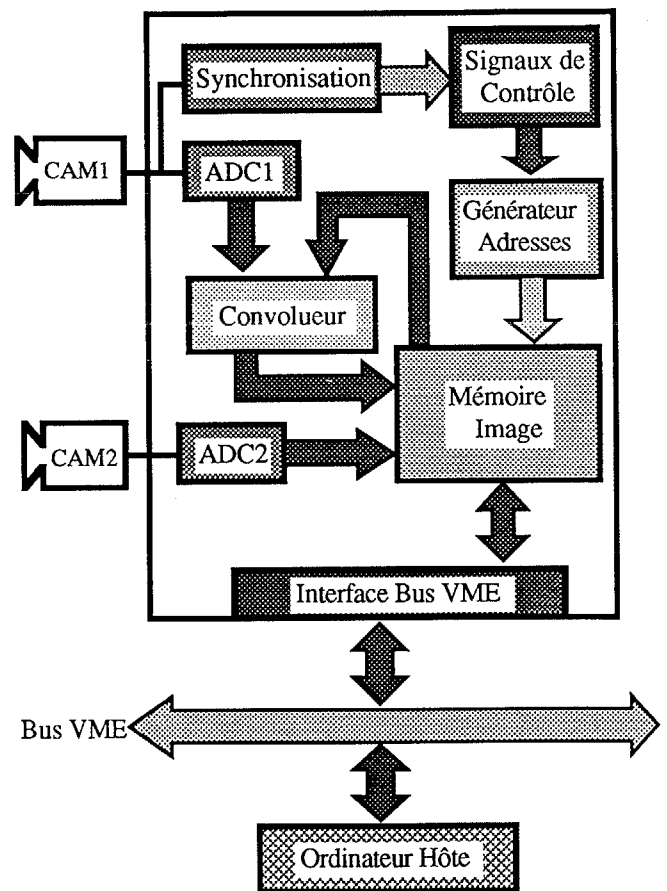 Synchronisation
Signaux de
Contrôle
CAM1
ADC1
Générateur
Adresses
Convolueur
Mémoire
Image
CAM2
ADC2
Interface Bus VME
Bus VME
Ordinateur Hôte